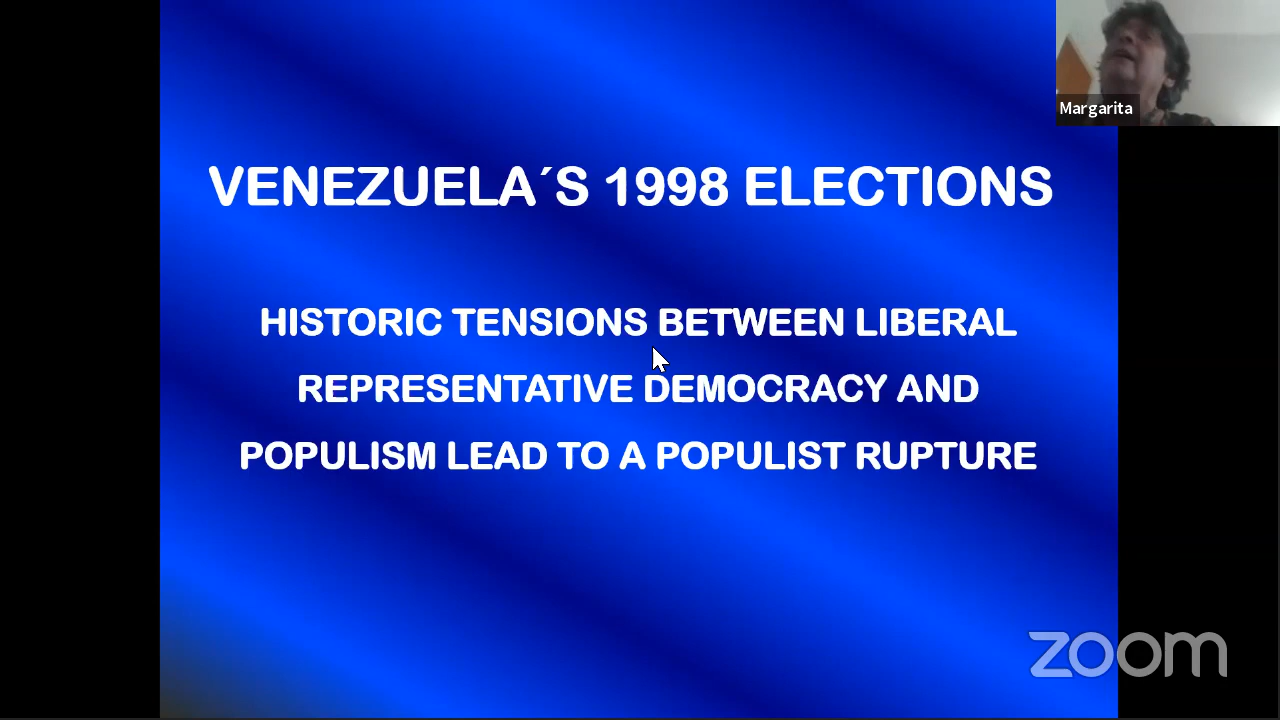 Margarita
VENEZUELA´S 1998 ELECTIONS
HISTORIC TENSIONS BETWEEN LIBERAL
REPRESENTATIVE DEMOCRACY AND
POPULISM LEAD TO A POPULIST RUPTURE
zoom